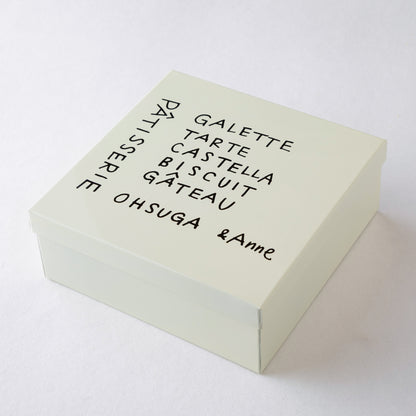 PÂTISSERIE
GALETTE
TARTE
CASTELLA
BISCUIT
GÂTEAU
OHSUGA &Anne